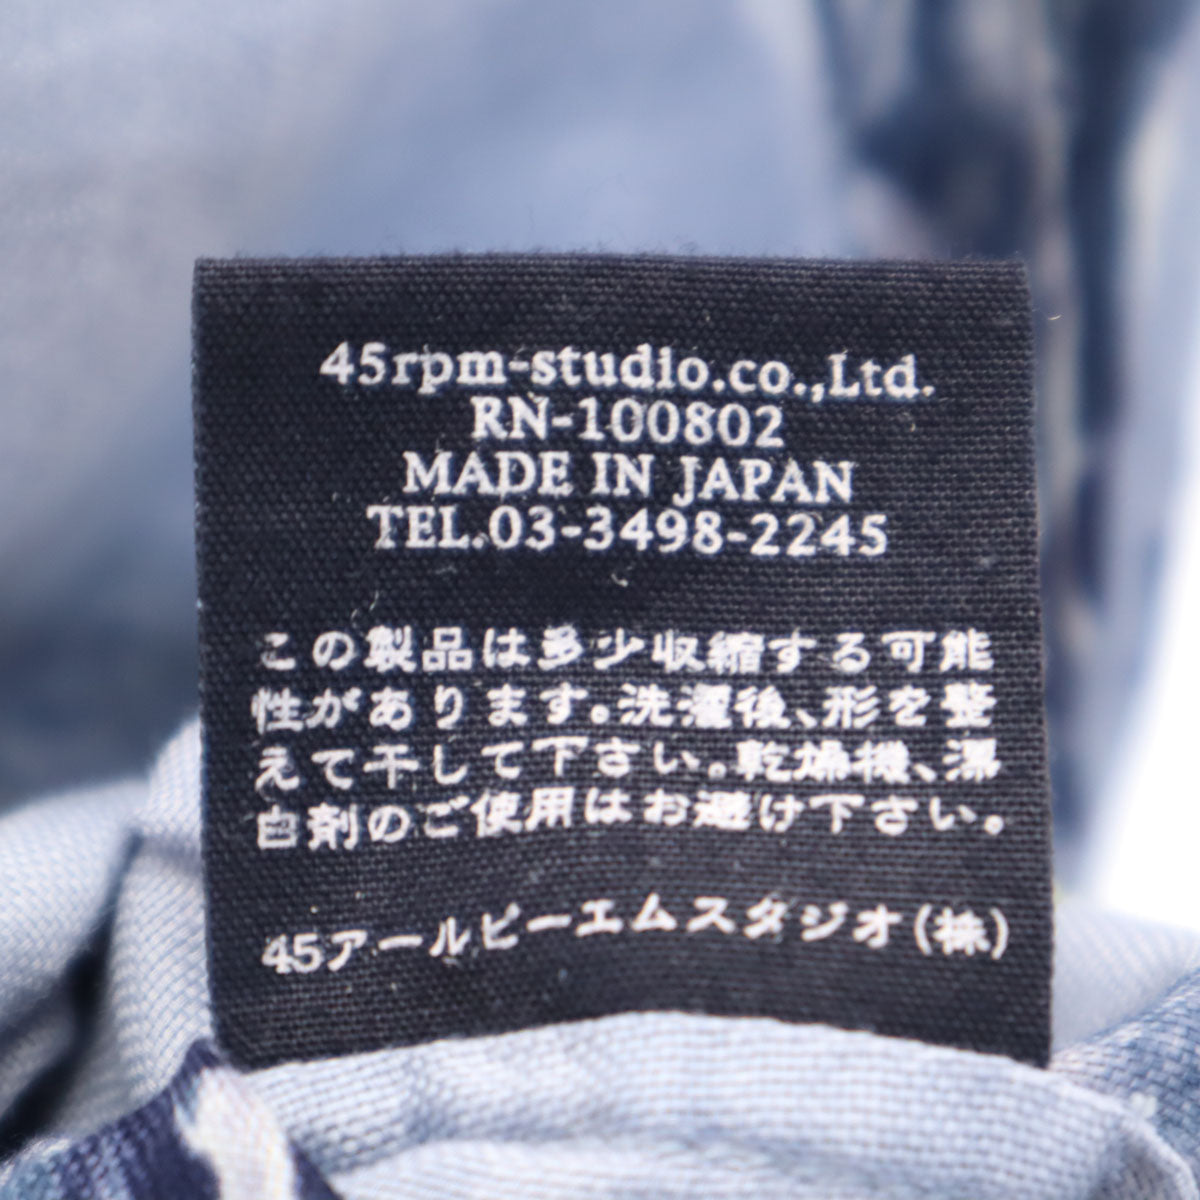 45rpm-studio.co.,Ltd.
RN-100802
MADE IN JAPAN
TEL.03-3498-2245
この製品は多少収縮する可能
性があります。洗濯後、形を整
えて干して下さい。乾燥機、漂
白剤のご使用はお避け下さい。
45アールピーエムスタジオ(株)